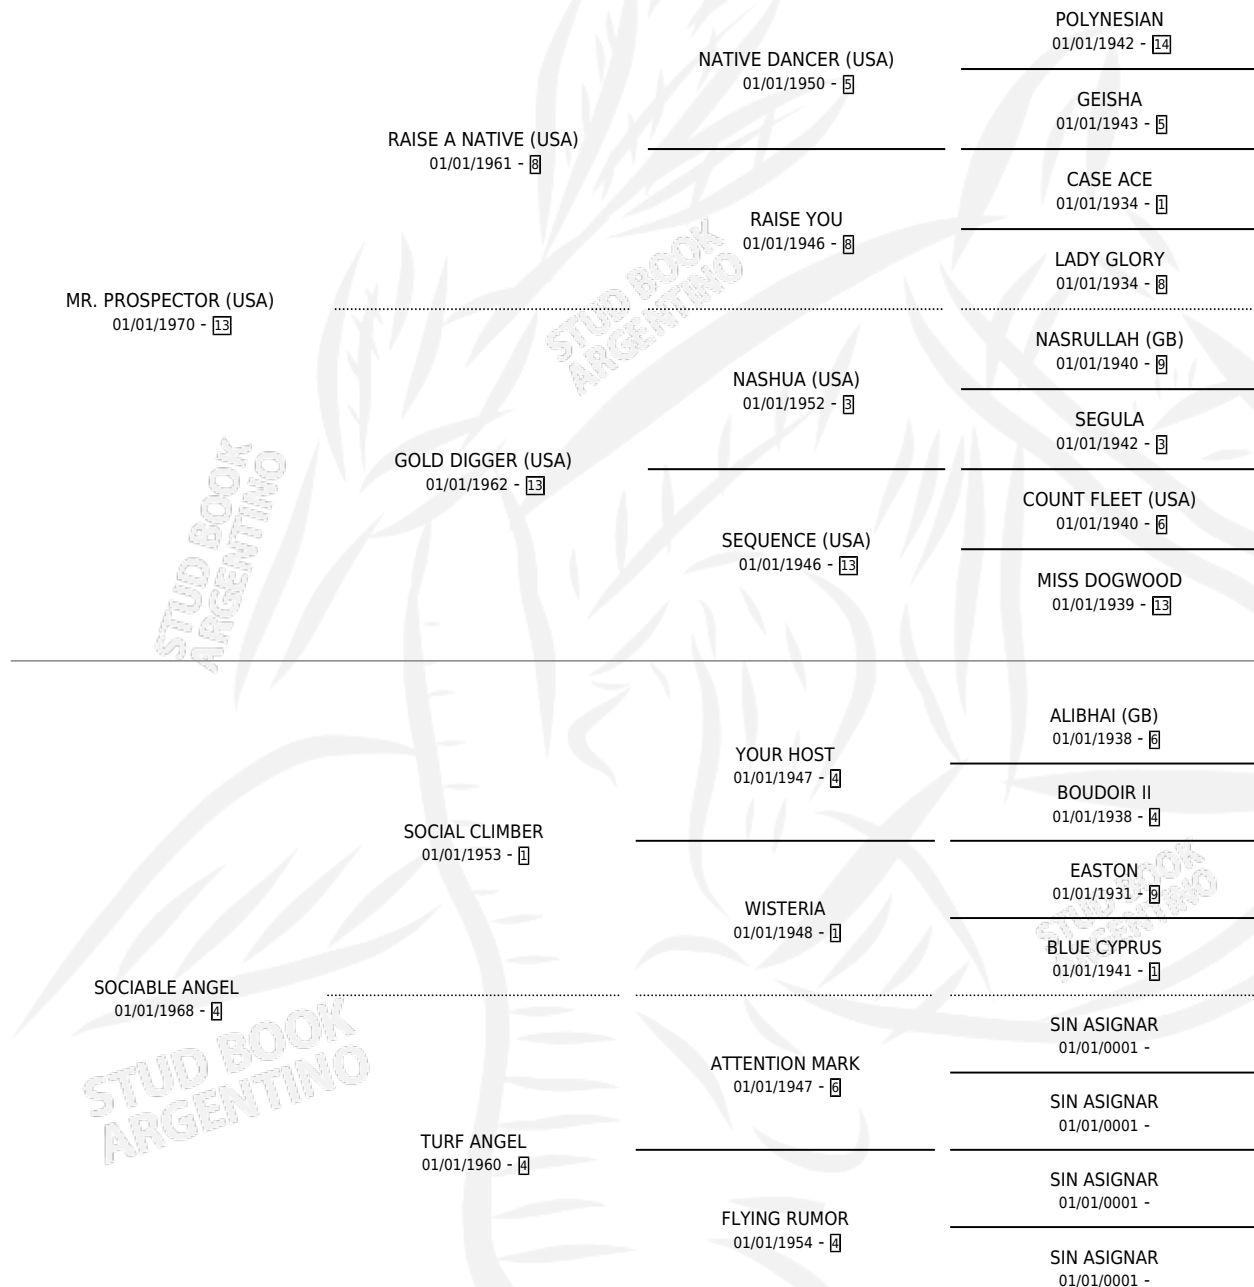 POLYNESIAN
01/01/1942 - 14
NATIVE DANCER (USA)
01/01/1950 - 5
GEISHA
01/01/1943 - 5
RAISE A NATIVE (USA)
01/01/1961 - 8
CASE ACE
01/01/1934 - 1
RAISE YOU
01/01/1946 - 8
LADY GLORY
01/01/1934 - 8
STUD BOOK
ARGENTINO
MR. PROSPECTOR (USA)
01/01/1970 - 13
NASRULLAH (GB)
01/01/1940 - 9
NASHUA (USA)
01/01/1952 - 3
SEGULA
01/01/1942 - 3
GOLD DIGGER (USA)
01/01/1962 - 13
COUNT FLEET (USA)
01/01/1940 - 6
SEQUENCE (USA)
01/01/1946 - 13
MISS DOGWOOD
01/01/1939 - 13
STUD BOOK
ARGENTINO
ALIBHAI (GB)
01/01/1938 - 6
YOUR HOST
01/01/1947 - 4
BOUDOIR II
01/01/1938 - 4
SOCIAL CLIMBER
01/01/1953 - 1
EASTON
01/01/1931 - 9
WISTERIA
01/01/1948 - 1
BLUE CYPRUS
01/01/1941 - 1
STUD BOOK
ARGENTINO
SOCIABLE ANGEL
01/01/1968 - 4
SIN ASIGNAR
01/01/0001 -
ATTENTION MARK
01/01/1947 - 6
SIN ASIGNAR
01/01/0001 -
STUD BOOK
ARGENTINO
TURF ANGEL
01/01/1960 - 4
SIN ASIGNAR
01/01/0001 -
FLYING RUMOR
01/01/1954 - 4
SIN ASIGNAR
01/01/0001 -